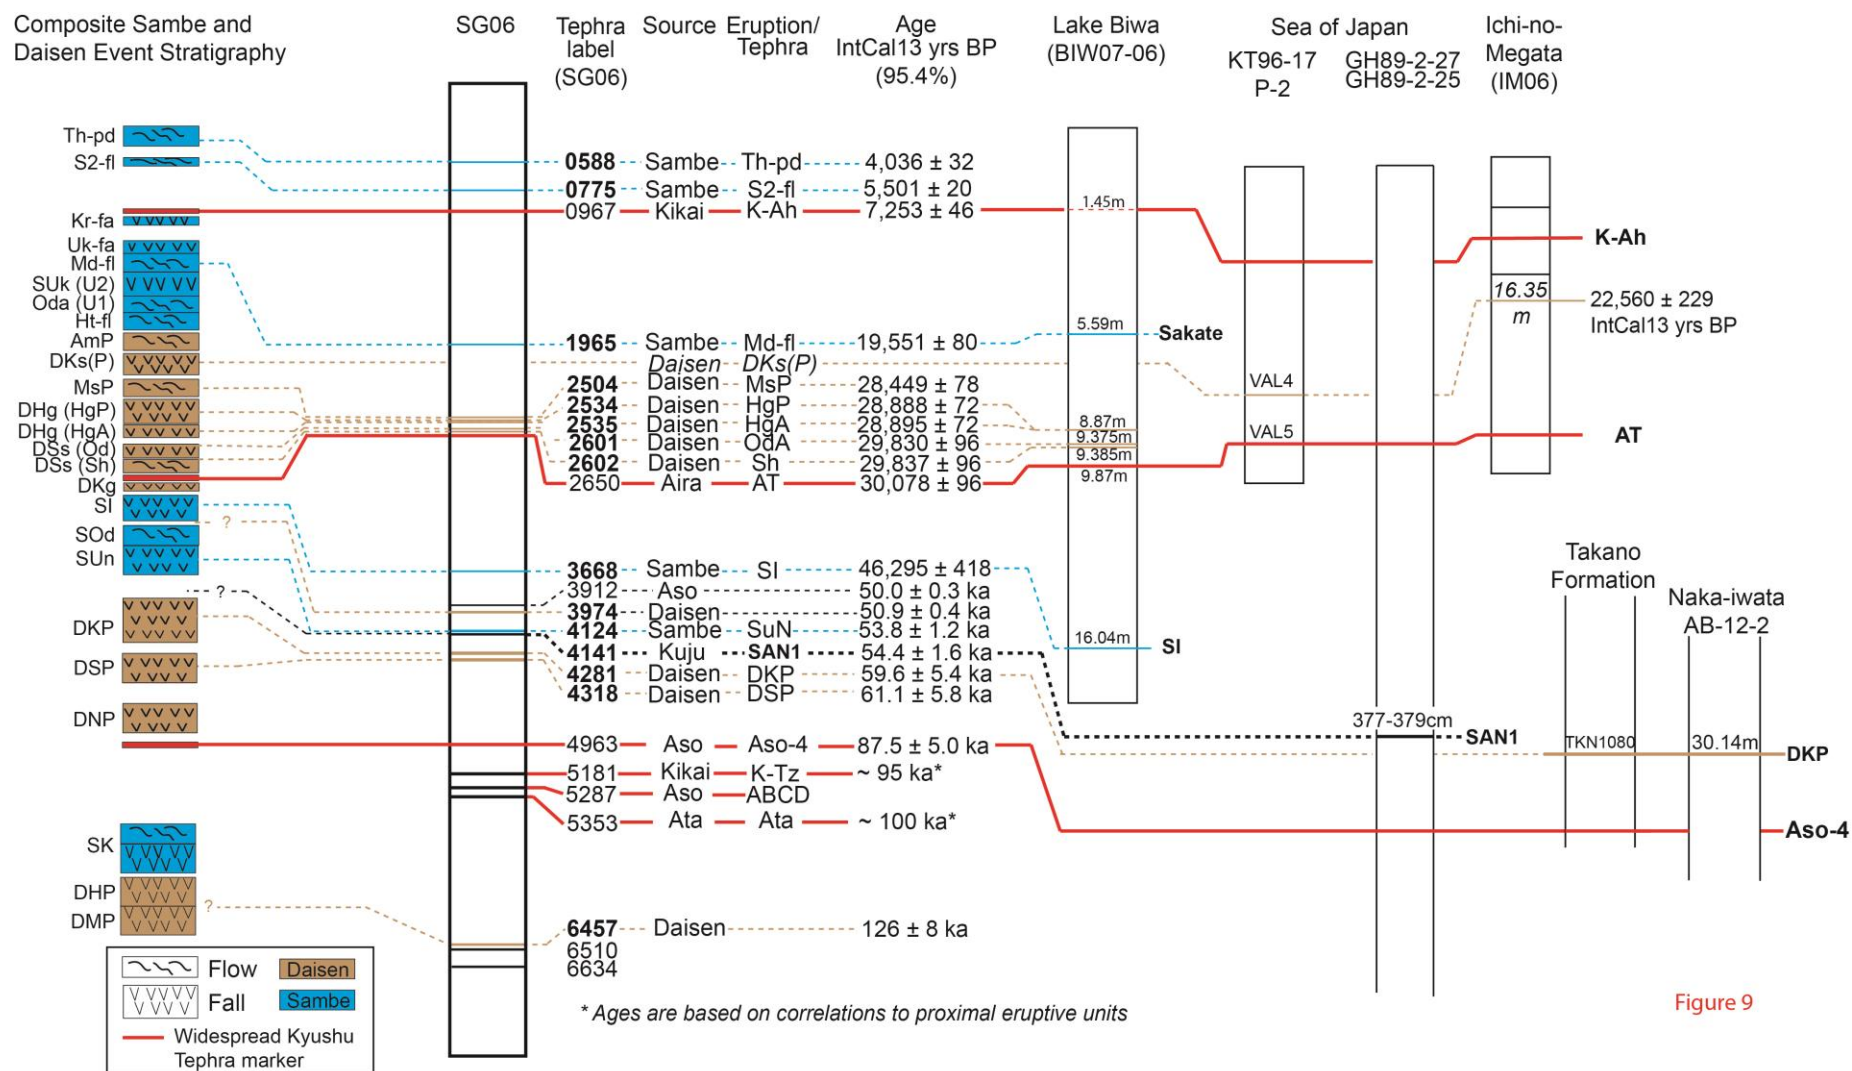 Composite Sambe and
Daisen Event Stratigraphy
SG06
Tephra
label
(SG06)
Source
Eruption/
Tephra
Age
IntCal13 yrs BP
(95.4%)
Lake Biwa
(BIW07-06)
Sea of Japan
KT96-17
P-2
GH89-2-27
GH89-2-25
Ichi-no-
Megata
(IM06)
Th-pd
S2-fl
Kr-fa
Uk-fa
Md-fl
SUk (U2)
Oda (U1)
Ht-fl
AmP
DKs(P)
MsP
DHg (HgP)
DHg (HgA)
DSs (Od)
DSs (Sh)
DKg
SI
?
SOd
SUn
?
DKP
DSP
DNP
SK
DHP
?
DMP
0588 Sambe Th-pd 4,036 ± 32
0775 Sambe S2-fl 5,501 ± 20
0967 Kikai K-Ah 7,253 ± 46
1965 Sambe Md-fl 19,551 ± 80
Daisen DKs(P)
2504 Daisen MsP 28,449 ± 78
2534 Daisen HgP 28,888 ± 72
2535 Daisen HgA 28,895 ± 72
2601 Daisen OdA 29,830 ± 96
2602 Daisen Sh 29,837 ± 96
2650 Aira AT 30,078 ± 96
3668 Sambe SI 46,295 ± 418
3912 Aso 50.0 ± 0.3 ka
3974 Daisen 50.9 ± 0.4 ka
4124 Sambe SuN 53.8 ± 1.2 ka
4141 Kuju SAN1 54.4 ± 1.6 ka
4281 Daisen DKP 59.6 ± 5.4 ka
4318 Daisen DSP 61.1 ± 5.8 ka
4963 Aso Aso-4 87.5 ± 5.0 ka
5181 Kikai K-Tz ~ 95 ka*
5287 Aso ABCD
5353 Ata Ata ~ 100 ka*
6457 Daisen 126 ± 8 ka
6510
6634
1.45m
5.59m
Sakate
8.87m
9.375m
9.385m
9.87m
16.04m
SI
VAL4
VAL5
377-379cm
SAN1
K-Ah
16.35
m
22,560 ± 229
IntCal13 yrs BP
AT
Takano
Formation
Naka-iwata
AB-12-2
TKN1080
30.14m
DKP
Aso-4
Flow
Daisen
Fall
Sambe
Widespread Kyushu
Tephra marker
* Ages are based on correlations to proximal eruptive units
Figure 9